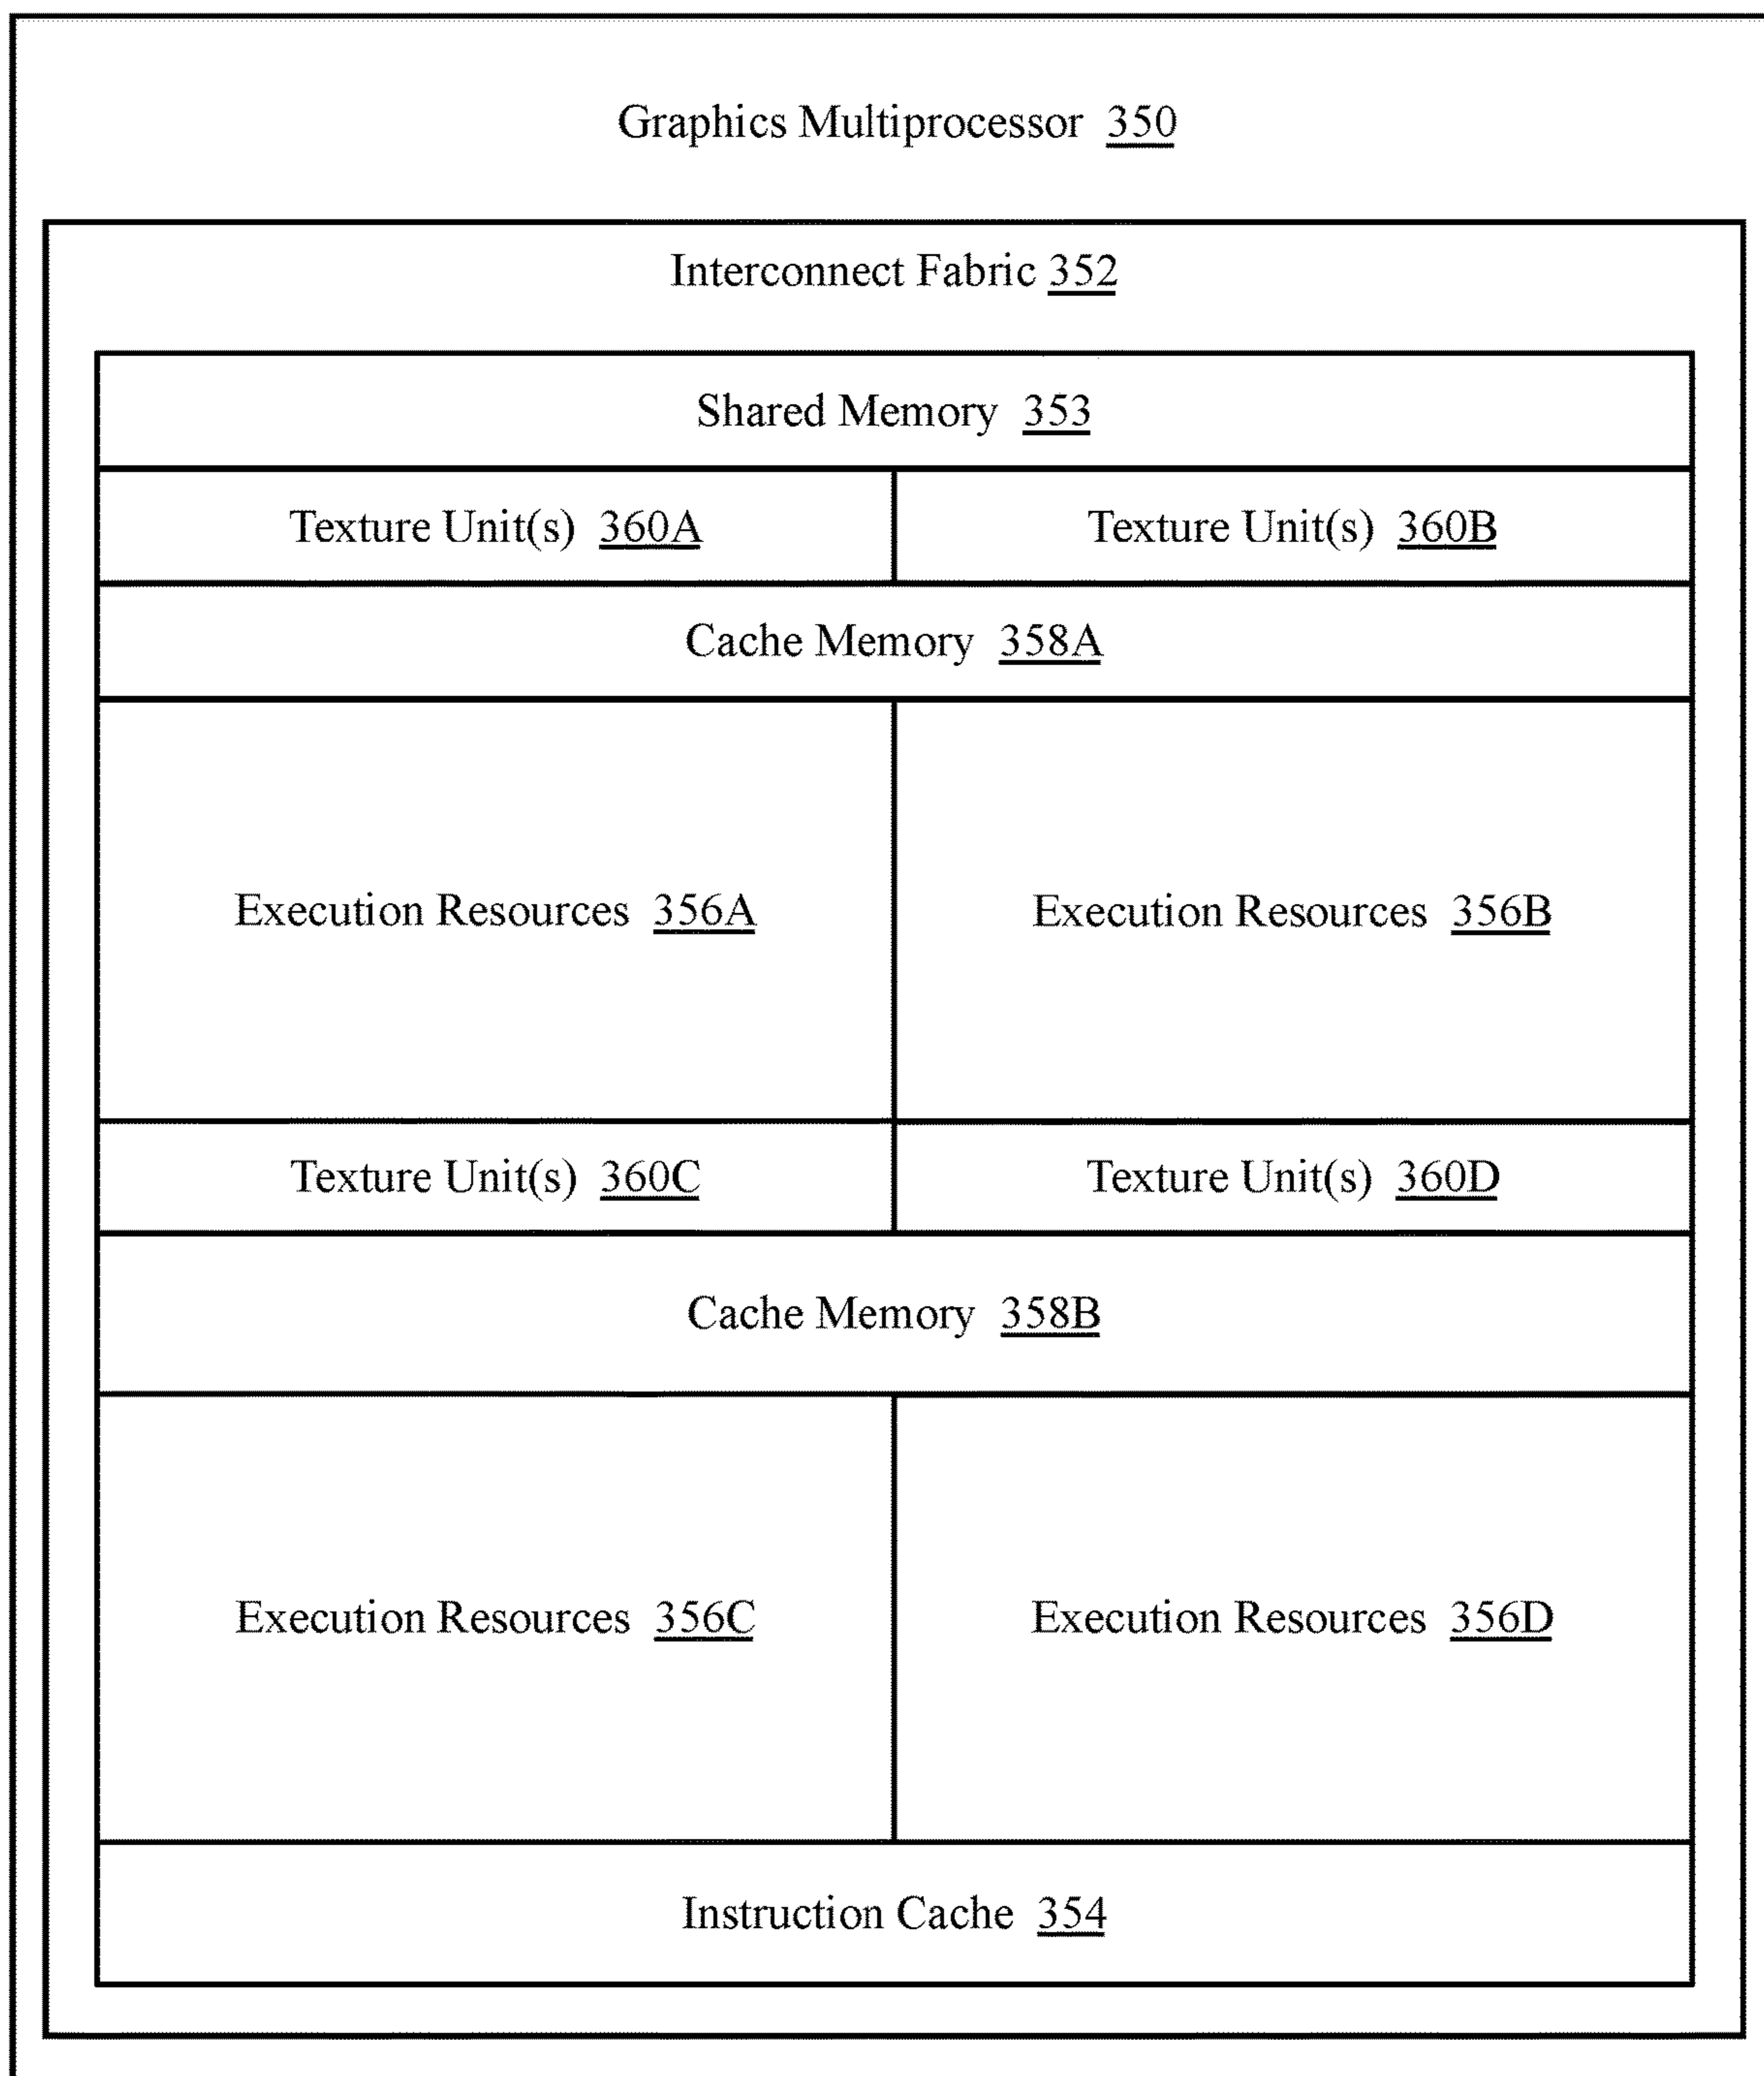 Graphics Multiprocessor 350
Interconnect Fabric 352
Shared Memory 353
Texture Unit(s) 360A
Texture Unit(s) 360B
Cache Memory 358A
Execution Resources 356A
Execution Resources 356B
Texture Unit(s) 360C
Texture Unit(s) 360D
Cache Memory 358B
Execution Resources 356C
Execution Resources 356D
Instruction Cache 354